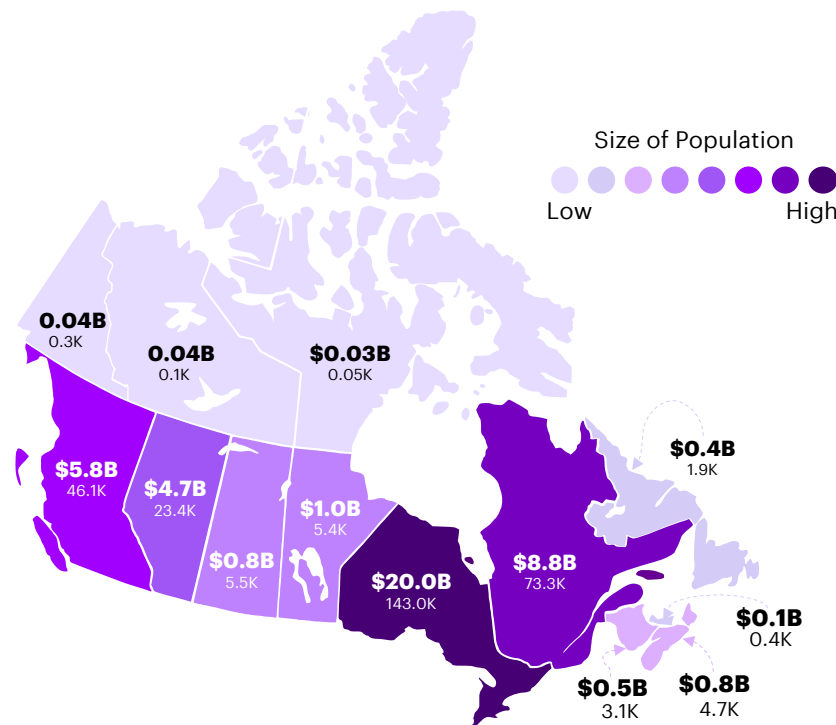 Size of Population
Low
High
0.04B
0.3K
0.04B
0.1K
$0.03B
0.05K
$5.8B
46.1K
$4.7B
23.4K
$0.8B
5.5K
$1.0B
5.4K
$20.0B
143.0K
$8.8B
73.3K
$0.4B
1.9K
$0.1B
0.4K
$0.5B
3.1K
$0.8B
4.7K